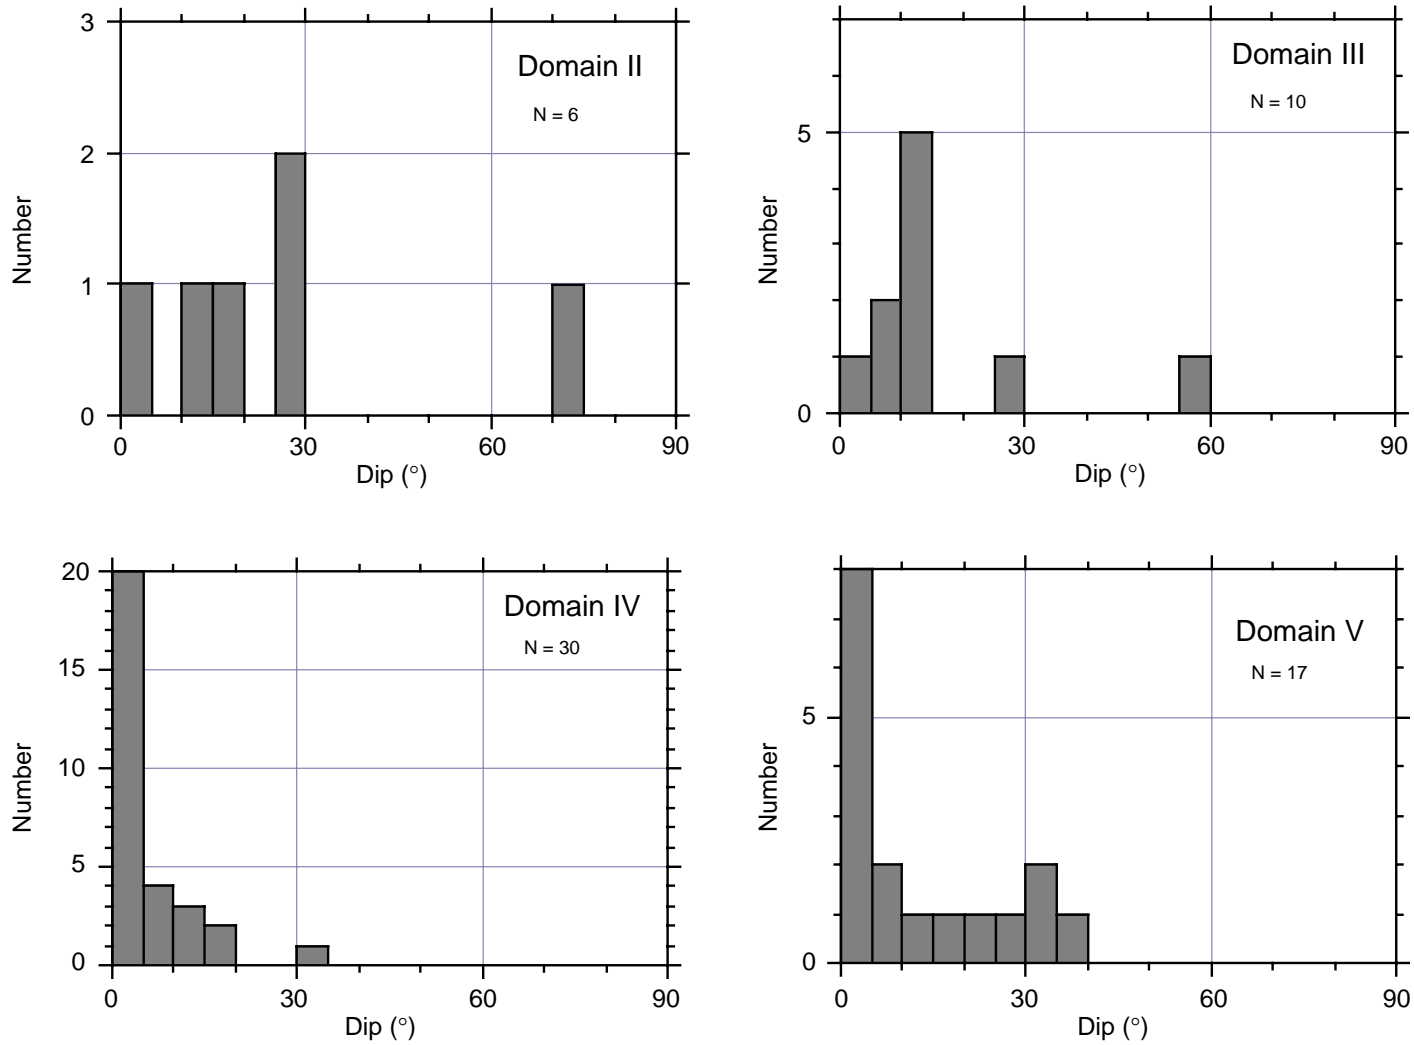 3
Domain II
N = 6
2
Number
1
0
0 30 60 90
Dip (°)
Domain III
N = 10
5
Number
0
0 30 60 90
Dip (°)
20
Domain IV
N = 30
15
10
Number
5
0
0 30 60 90
Dip (°)
Domain V
N = 17
5
Number
0
0 30 60 90
Dip (°)